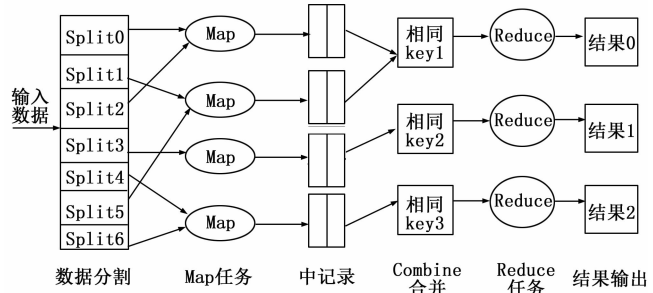 输入
数据
Split0
Split1
Split2
Split3
Split4
Split5
Split6
Map
Map
Map
Map
相同
key1
相同
key2
相同
key3
Reduce
Reduce
Reduce
结果0
结果1
结果2
数据分割
Map任务
中记录
Combine
合并
Reduce
任务
结果输出